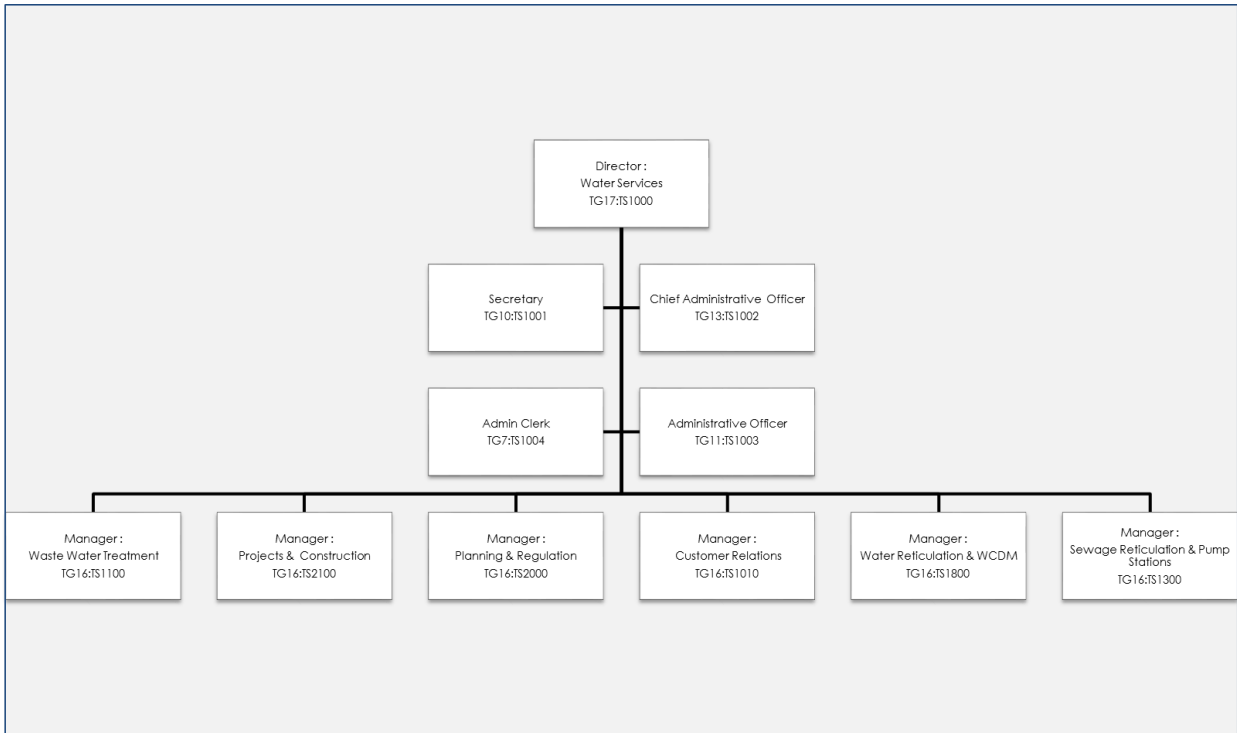 Director :
Water Services
TG17:TS1000
Secretary
TG10:TS1001
Chief Administrative Officer
TG13:TS1002
Admin Clerk
TG7:TS1004
Administrative Officer
TG11:TS1003
Manager :
Waste Water Treatment
TG16:TS1100
Manager :
Projects & Construction
TG16:TS2100
Manager :
Planning & Regulation
TG16:TS2000
Manager :
Customer Relations
TG16:TS1010
Manager :
Water Reticulation & WCDM
TG16:TS1800
Manager :
Sewage Reticulation & Pump
Stations
TG16:TS1300